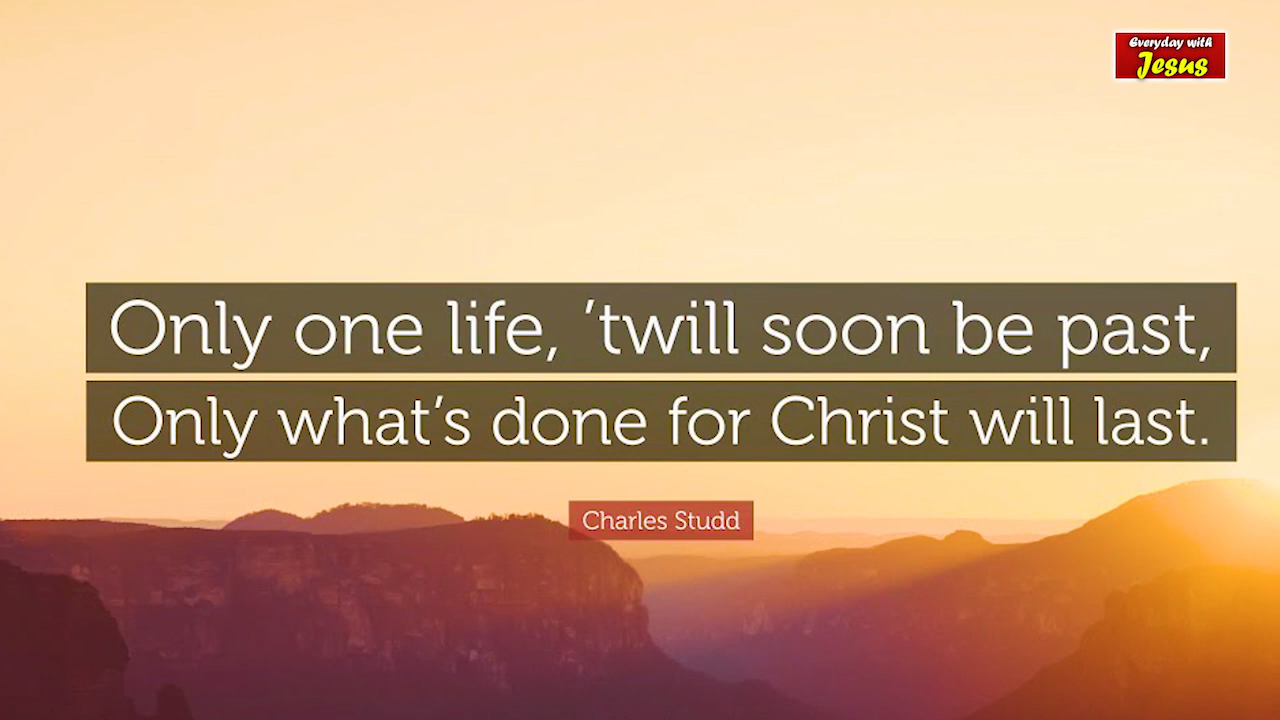 Everyday with
Jesus
Only one life, ’twill soon be past,
Only what’s done for Christ will last.
Charles Studd